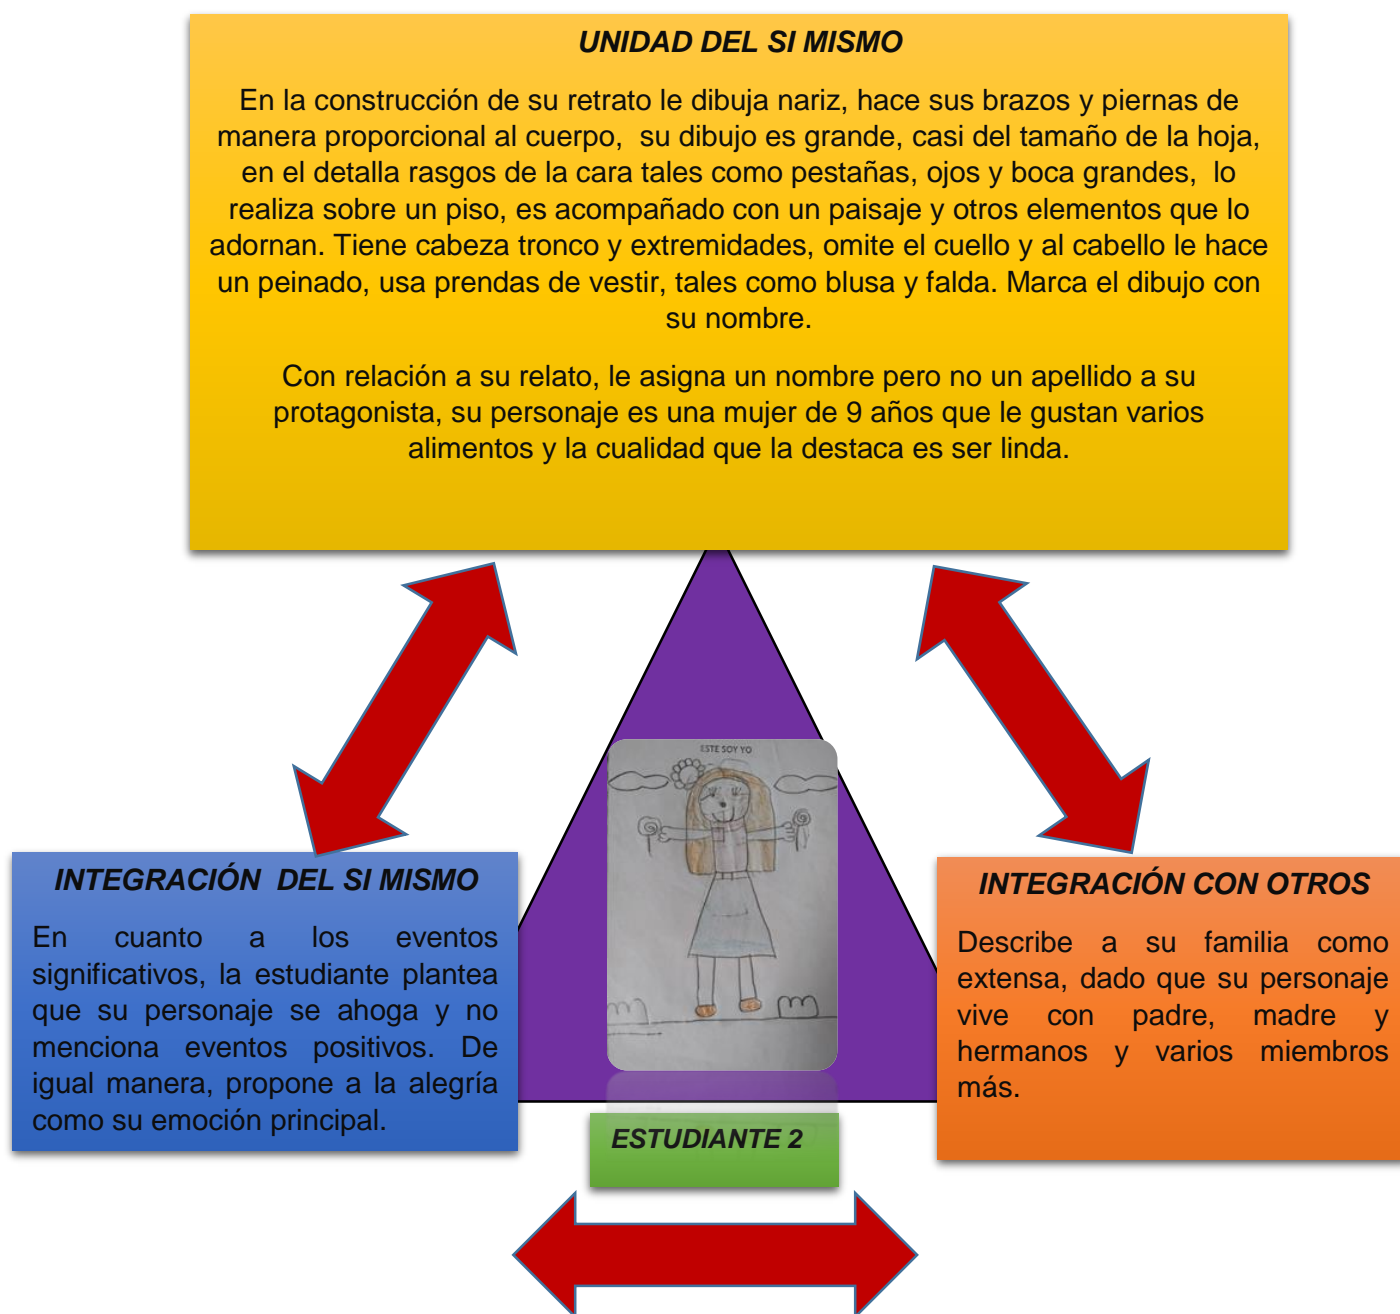 UNIDAD DEL SI MISMO
En la construcción de su retrato le dibuja nariz, hace sus brazos y piernas de
manera proporcional al cuerpo, su dibujo es grande, casi del tamaño de la hoja,
en el detalla rasgos de la cara tales como pestañas, ojos y boca grandes, lo
realiza sobre un piso, es acompañado con un paisaje y otros elementos que lo
adornan. Tiene cabeza tronco y extremidades, omite el cuello y al cabello le hace
un peinado, usa prendas de vestir, tales como blusa y falda. Marca el dibujo con
su nombre.
Con relación a su relato, le asigna un nombre pero no un apellido a su
protagonista, su personaje es una mujer de 9 años que le gustan varios
alimentos y la cualidad que la destaca es ser linda.
ESTE SOY YO
INTEGRACIÓN DEL SI MISMO
En cuanto a los eventos
significativos, la estudiante plantea
que su personaje se ahoga y no
menciona eventos positivos. De
igual manera, propone a la alegría
como su emoción principal.
INTEGRACIÓN CON OTROS
Describe a su familia como
extensa, dado que su personaje
vive con padre, madre y
hermanos y varios miembros
más.
ESTUDIANTE 2